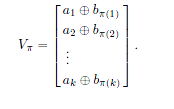 V_π = [ a_1 ⊕ b_{π(1)}
a_2 ⊕ b_{π(2)}
⋮
a_k ⊕ b_{π(k)} ] .